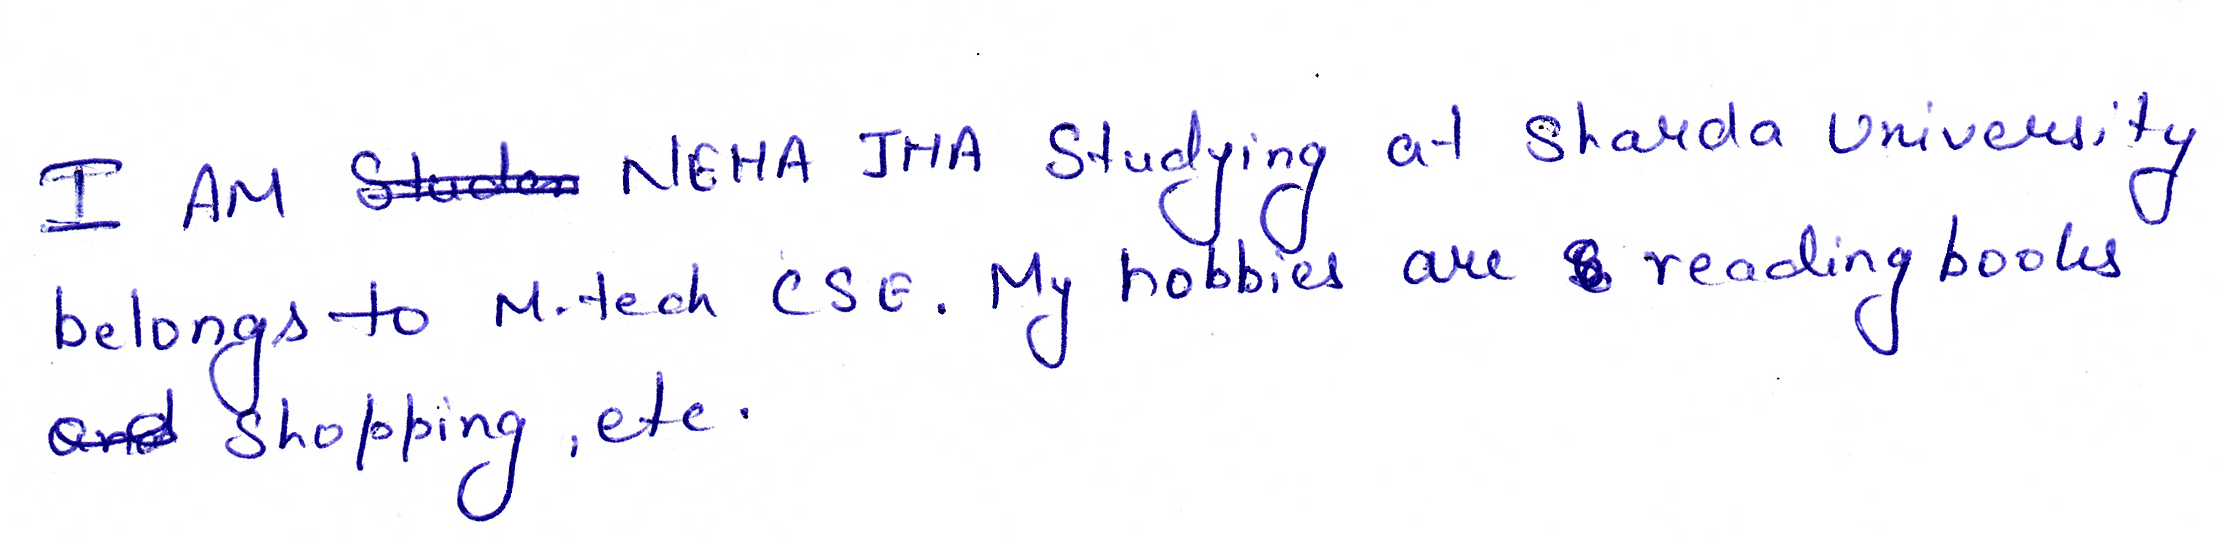 I AM NEHA JHA Studying at Sharda University
belongs to M.tech CSE. My hobbies are reading books
and Shopping, etc.